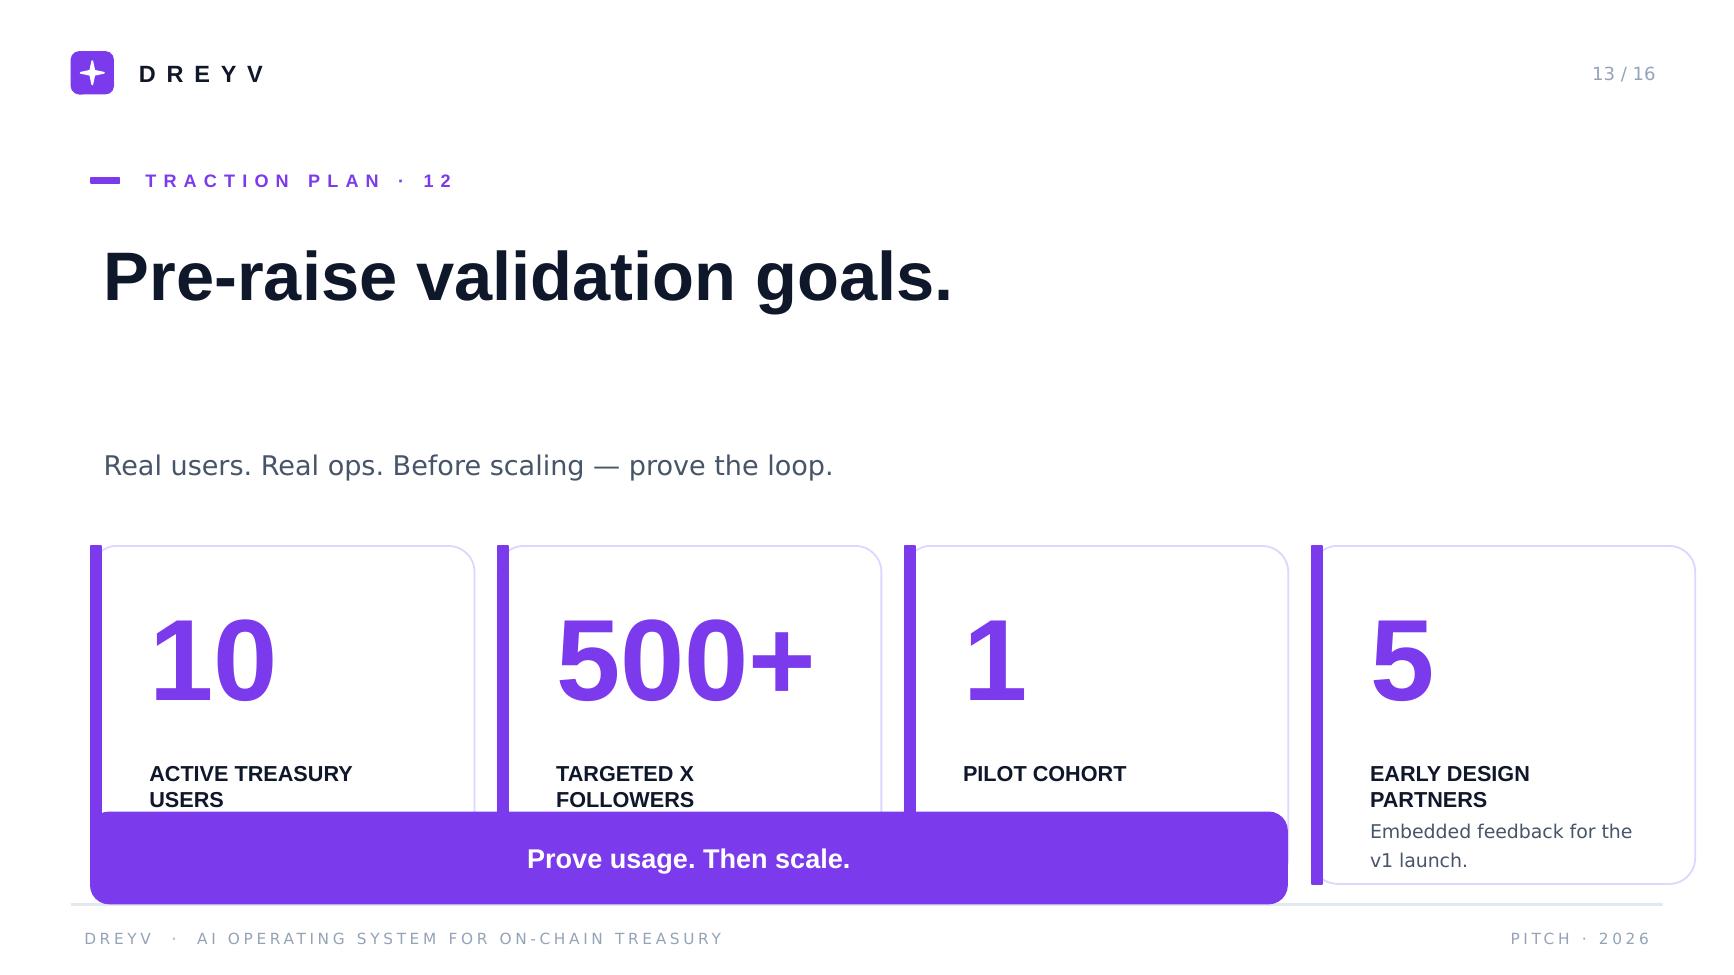 DREYV
13 / 16
TRACTION PLAN · 12
Pre-raise validation goals.
Real users. Real ops. Before scaling — prove the loop.
10
ACTIVE TREASURY
USERS
500+
TARGETED X
FOLLOWERS
1
PILOT COHORT
5
EARLY DESIGN
PARTNERS
Embedded feedback for the
v1 launch.
Prove usage. Then scale.
DREYV · AI OPERATING SYSTEM FOR ON-CHAIN TREASURY
PITCH · 2026